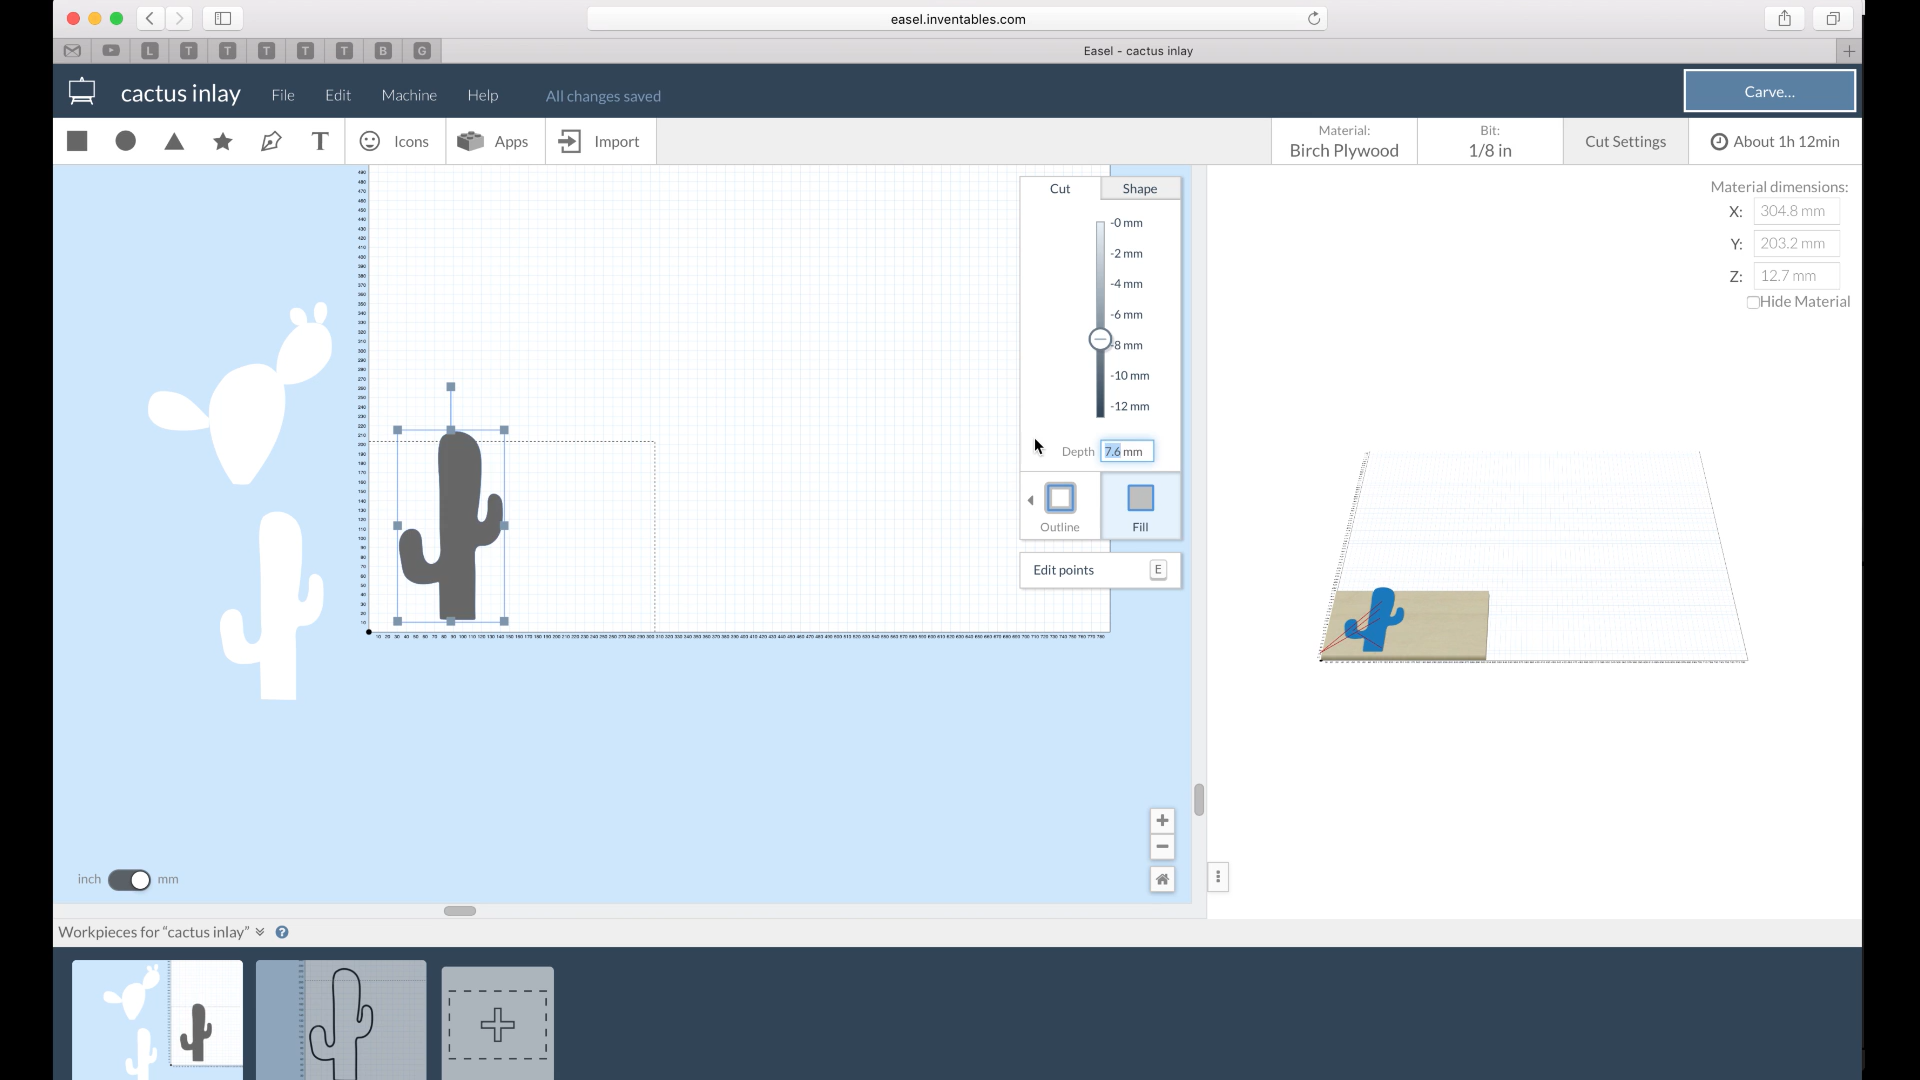 easel.inventables.com
L T T T T T B G
Easel - cactus inlay
cactus inlay File Edit Machine Help All changes saved
Carve...
T Icons Apps Import
Material: Birch Plywood
Bit: 1/8 in
Cut Settings
About 1h 12min
Material dimensions:
X: 304.8 mm
Y: 203.2 mm
Z: 12.7 mm
Hide Material
Cut Shape
-0 mm
-2 mm
-4 mm
-6 mm
-8 mm
-10 mm
-12 mm
Depth 7.6 mm
Outline Fill
Edit points E
inch mm
Workpieces for “cactus inlay” ?